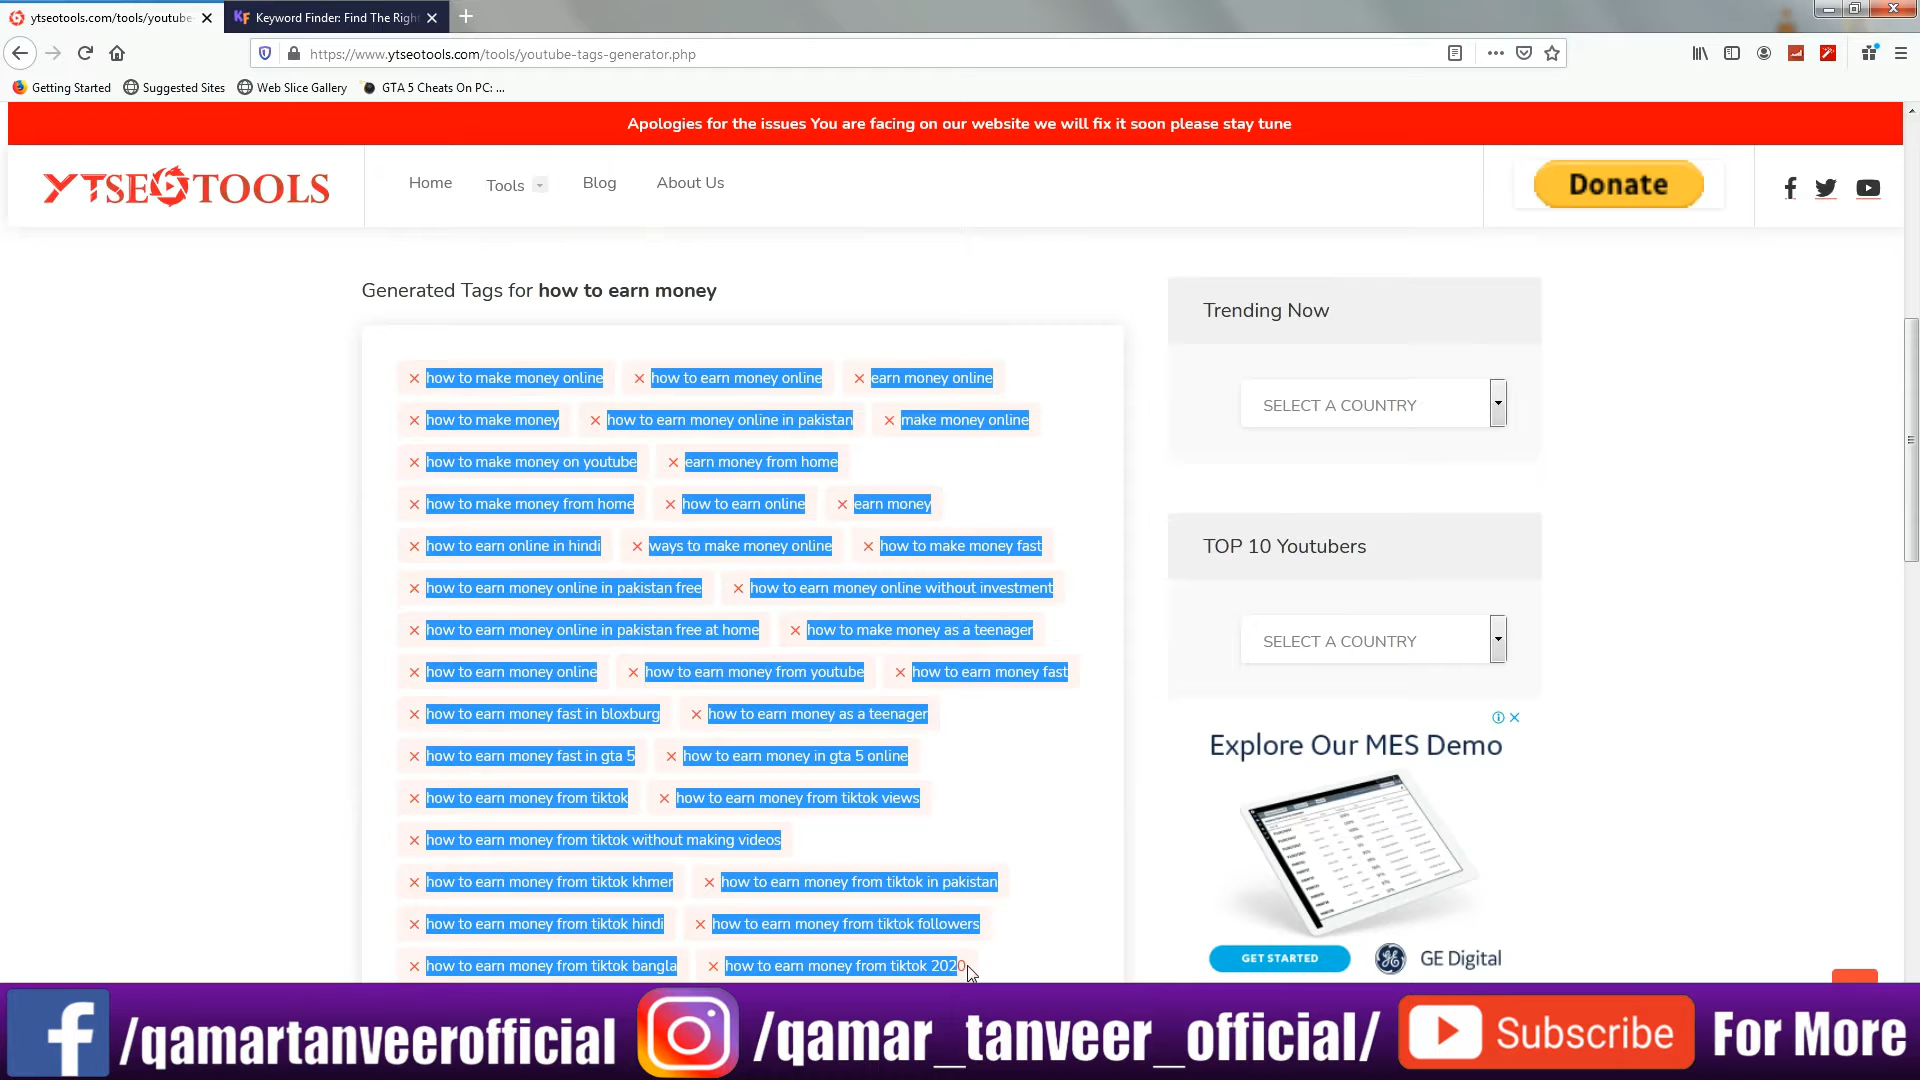 ytseotools.com/tools/youtube-
Keyword Finder: Find The Righ
https://www.ytseotools.com/tools/youtube-tags-generator.php
Getting Started
Suggested Sites
Web Slice Gallery
GTA 5 Cheats On PC: ...
Apologies for the issues You are facing on our website we will fix it soon please stay tune
YTSEOTOOLS
Home
Tools
Blog
About Us
Donate
Generated Tags for how to earn money
how to make money online
how to earn money online
earn money online
how to make money
how to earn money online in pakistan
make money online
how to make money on youtube
earn money from home
how to make money from home
how to earn online
earn money
how to earn online in hindi
ways to make money online
how to make money fast
how to earn money online in pakistan free
how to earn money online without investment
how to earn money online in pakistan free at home
how to make money as a teenager
how to earn money online
how to earn money from youtube
how to earn money fast
how to earn money fast in bloxburg
how to earn money as a teenager
how to earn money fast in gta 5
how to earn money in gta 5 online
how to earn money from tiktok
how to earn money from tiktok views
how to earn money from tiktok without making videos
how to earn money from tiktok khmer
how to earn money from tiktok in pakistan
how to earn money from tiktok hindi
how to earn money from tiktok followers
how to earn money from tiktok bangla
how to earn money from tiktok 2020
Trending Now
SELECT A COUNTRY
TOP 10 Youtubers
SELECT A COUNTRY
Explore Our MES Demo
GET STARTED
GE Digital
/qamartanveerofficial
/qamar_tanveer_official/
Subscribe
For More